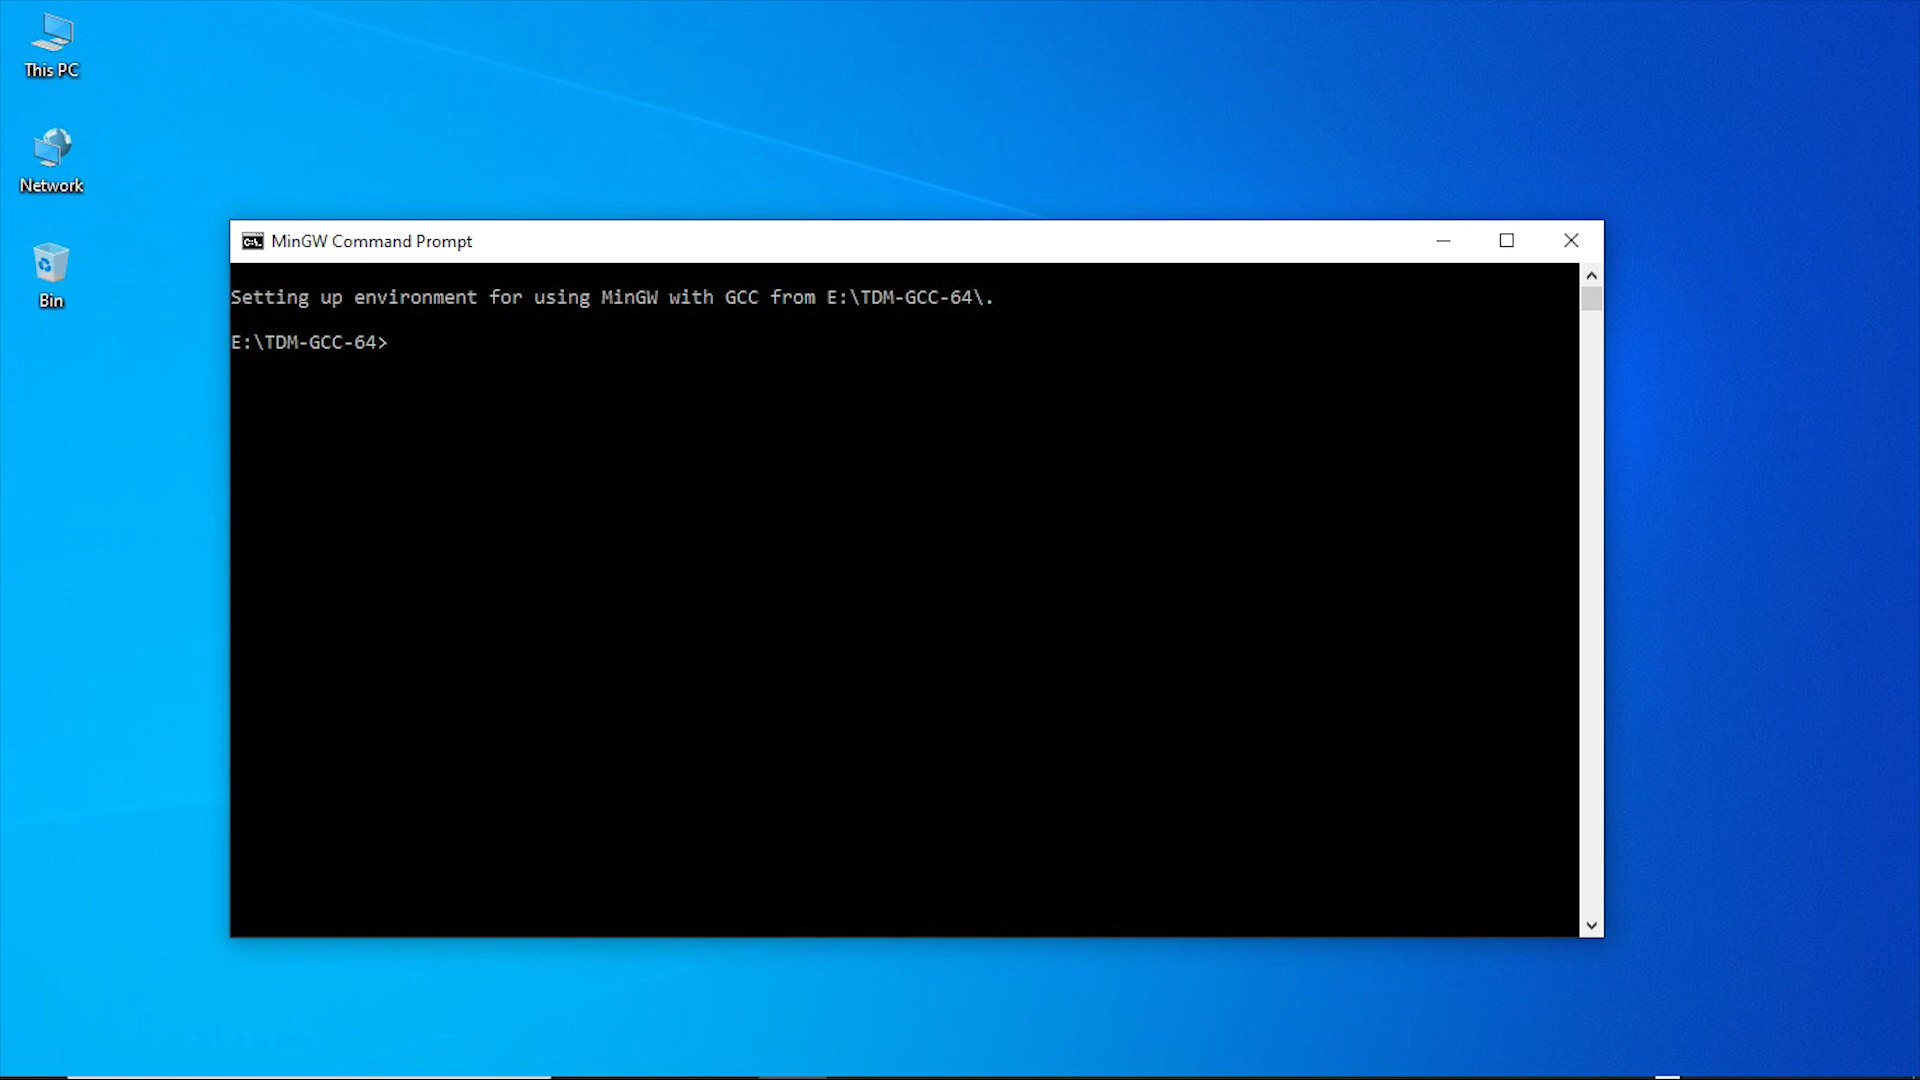 This PC
Network
Bin
C:\.
MinGW Command Prompt
Setting up environment for using MinGW with GCC from E:\TDM-GCC-64\.
E:\TDM-GCC-64>